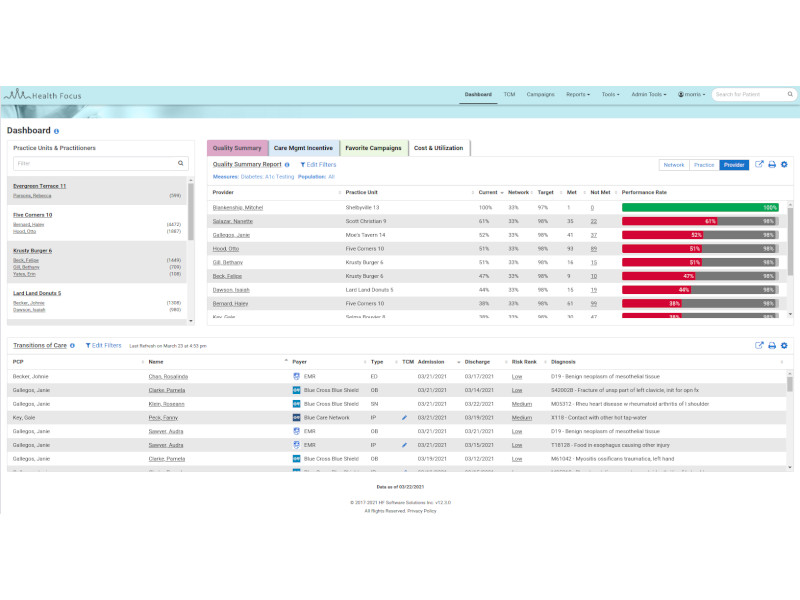 Health Focus
Dashboard TCM Campaigns Reports Tools Admin Tools morris Search for Patient
Dashboard
Practice Units & Practitioners
Filter
Evergreen Terrace 11
Parsons, Rebecca (599)
Five Corners 10
Bernard, Haley (4472)
Hood, Otto (1887)
Krusty Burger 6
Beck, Feline (1449)
Gill, Bethany (709)
Yates, Erin (108)
Lard Land Donuts 5
Becker, Johnie (1308)
Dawson, Isaiah (980)
Quality Summary Care Mgmt Incentive Favorite Campaigns Cost & Utilization
Quality Summary Report Edit Filters Network Practice Provider
Measures: Diabetes: A1c Testing Population: All
Provider Practice Unit Current Network Target Met Not Met Performance Rate
Blankenship, Mitchel Shelbyville 13 100% 33% 97% 1 0 100%
Salazar, Nanette Scott Christian 9 61% 33% 98% 35 22 61% 98%
Gallegos, Janie Moe's Tavern 14 52% 33% 98% 41 37 52% 98%
Hood, Otto Five Corners 10 51% 33% 98% 93 89 51% 98%
Gill, Bethany Krusty Burger 6 51% 33% 98% 16 15 51% 98%
Beck, Feline Krusty Burger 6 47% 33% 98% 9 10 47% 98%
Dawson, Isaiah Lard Land Donuts 5 44% 33% 98% 15 19 44% 98%
Bernard, Haley Five Corners 10 38% 33% 98% 61 99 38% 98%
Key, Gale Selma Bouvier 8 38% 33% 98% 30 47 38% 98%
Transitions of Care Edit Filters Last Refresh on March 23 at 4:53 pm
PCP Name Payer Type TCM Admission Discharge Risk Rank Diagnosis
Becker, Johnie Chan, Rosalinda EMR ED 03/21/2021 03/17/2021 Low D19 - Benign neoplasm of mesothelial tissue
Gallegos, Janie Clarke, Pamela Blue Cross Blue Shield OB 03/21/2021 03/14/2021 Low S42002B - Fracture of unsp part of left clavicle, init for opn fx
Gallegos, Janie Klein, Roseann Blue Cross Blue Shield SN 03/21/2021 03/22/2021 Medium M05312 - Rheu heart disease w rheumatoid arthritis of l shoulder
Key, Gale Peck, Fanny Blue Care Network IP 03/21/2021 03/19/2021 Medium X118 - Contact with other hot tap-water
Gallegos, Janie Sawyer, Audra EMR OB 03/21/2021 03/21/2021 Low D19 - Benign neoplasm of mesothelial tissue
Gallegos, Janie Sawyer, Audra EMR IP 03/21/2021 03/15/2021 Low T18128 - Food in esophagus causing other injury
Gallegos, Janie Clarke, Pamela Blue Cross Blue Shield OB 03/19/2021 03/12/2021 Low M61042 - Myositis ossificans traumatica, left hand
Data as of 03/22/2021
© 2017-2021 HF Software Solutions Inc. v12.3.0
All Rights Reserved. Privacy Policy